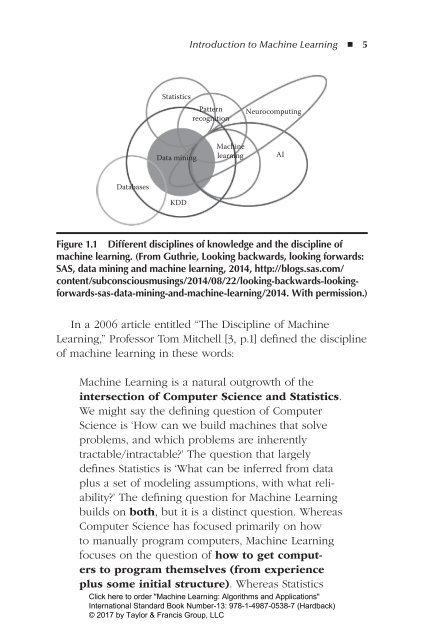 Introduction to Machine Learning ■ 5
Statistics
Pattern
recognition
Neurocomputing
Machine
learning
AI
Data mining
Databases
KDD
Figure 1.1 Different disciplines of knowledge and the discipline of
machine learning. (From Guthrie, Looking backwards, looking forwards:
SAS, data mining and machine learning, 2014, http://blogs.sas.com/
content/subconsciousmusings/2014/08/22/looking-backwards-looking-
forwards-sas-data-mining-and-machine-learning/2014. With permission.)
In a 2006 article entitled “The Discipline of Machine
Learning,” Professor Tom Mitchell [3, p.1] defined the discipline
of machine learning in these words:
Machine Learning is a natural outgrowth of the
intersection of Computer Science and Statistics.
We might say the defining question of Computer
Science is ‘How can we build machines that solve
problems, and which problems are inherently
tractable/intractable?’ The question that largely
defines Statistics is ‘What can be inferred from data
plus a set of modeling assumptions, with what reli-
ability?’ The defining question for Machine Learning
builds on both, but it is a distinct question. Whereas
Computer Science has focused primarily on how
to manually program computers, Machine Learning
focuses on the question of how to get comput-
ers to program themselves (from experience
plus some initial structure). Whereas Statistics
Click here to order "Machine Learning: Algorithms and Applications"
International Standard Book Number-13: 978-1-4987-0538-7 (Hardback)
© 2017 by Taylor & Francis Group, LLC